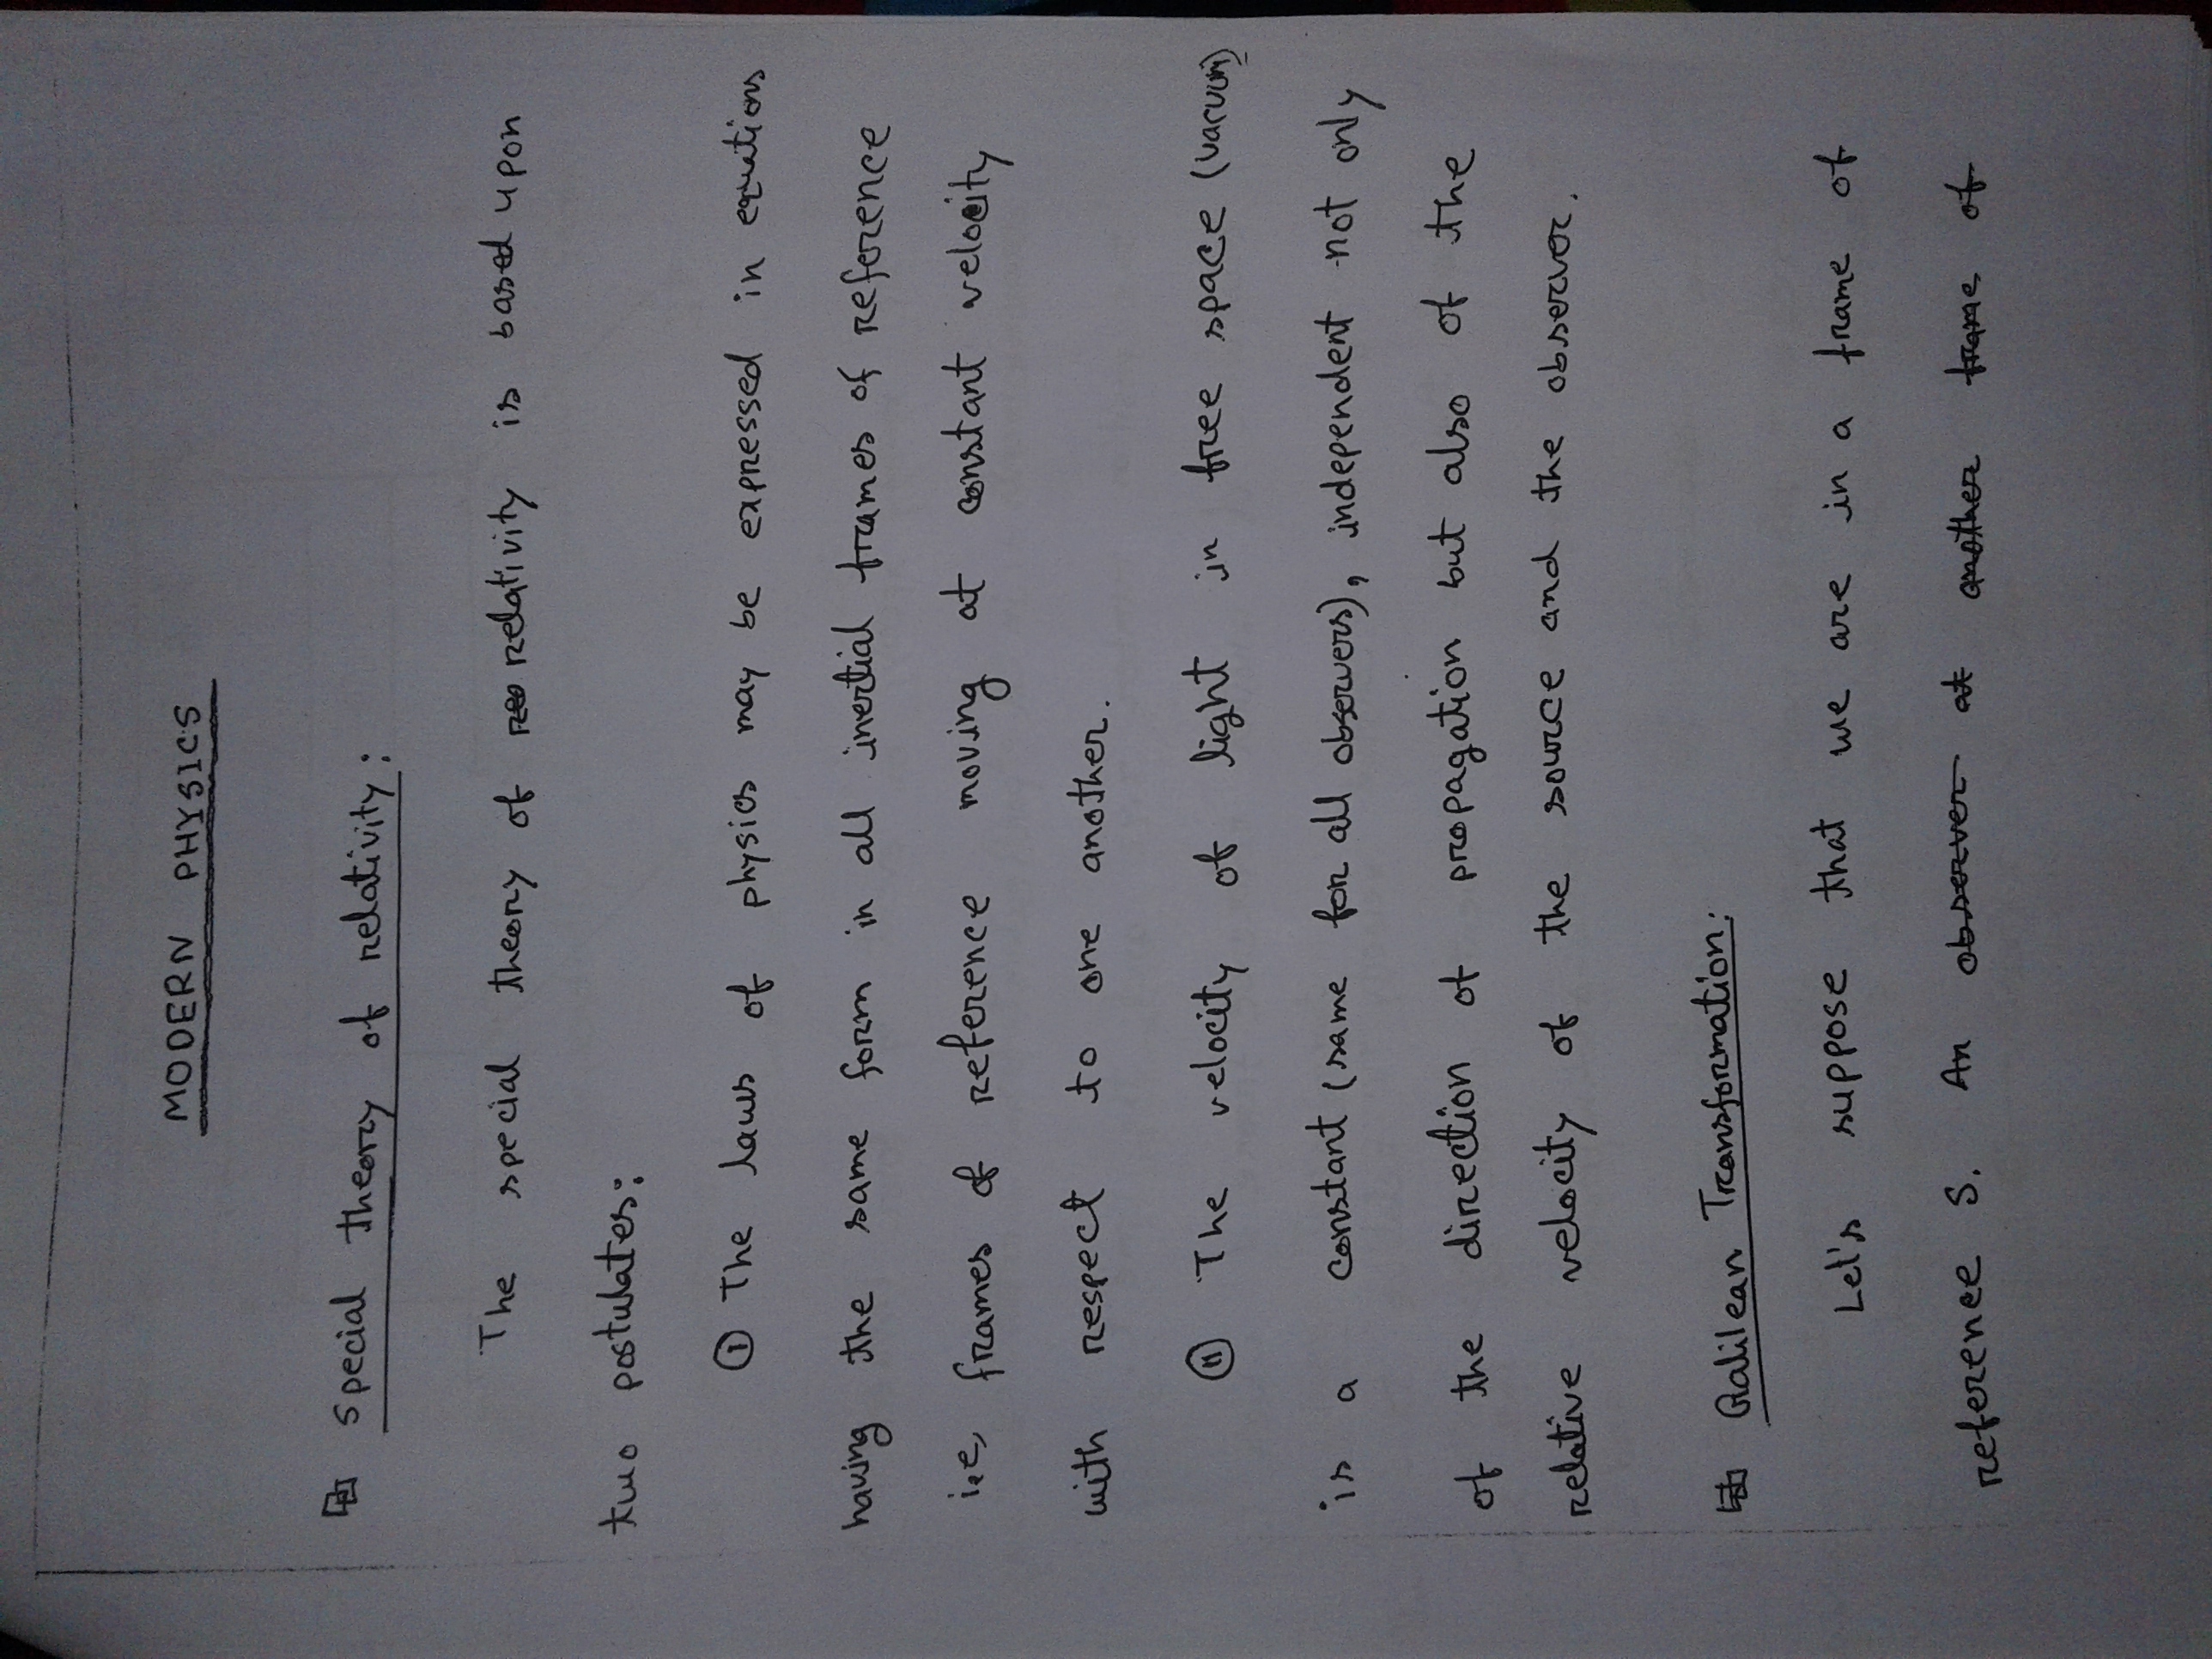 MODERN PHYSICS
Special theory of relativity:
The special theory of relativity is based upon
two postulates:
① The laws of physics may be expressed in equations
having the same form in all inertial frames of reference
i.e, frames of reference moving at constant velocity
with respect to one another.
⑪ The velocity of light in free space (vacuum)
is a constant (same for all observers), independent not only
of the direction of propagation but also of the
relative velocity of the source and the observer.
Galilean Transformation:
Let's suppose that we are in a frame of
reference S. An observer at another frame of